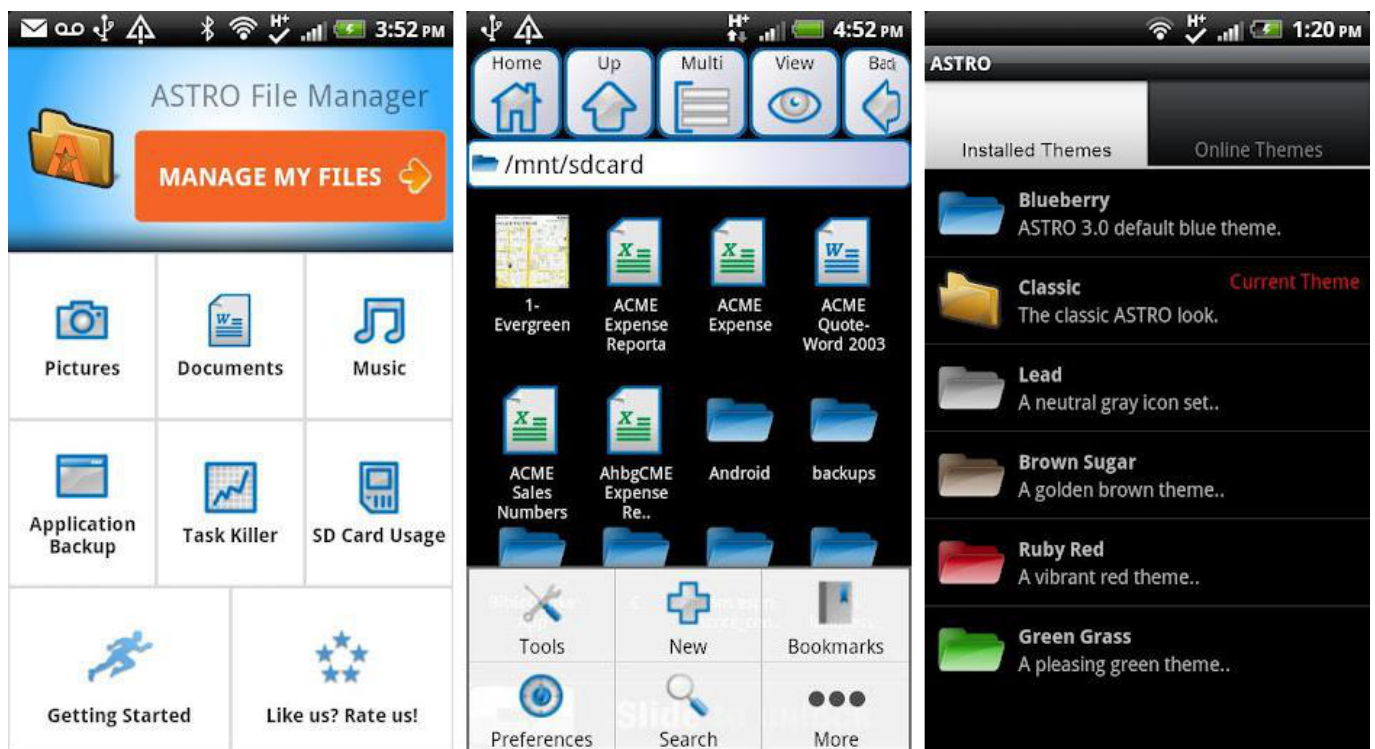 3:52 PM
ASTRO File Manager
MANAGE MY FILES
Pictures
Documents
Music
Application
Backup
Task Killer
SD Card Usage
Getting Started
Like us? Rate us!
H+
4:52 PM
Home
Up
Multi
View
Back
/mnt/sdcard
1-
Evergreen
ACME
Expense
Reporta
ACME
Expense
ACME
Quote-
Word 2003
ACME
Sales
Numbers
AhbgCME
Expense
Re..
Android
backups
Tools
New
Bookmarks
Preferences
Search
More
H+
1:20 PM
ASTRO
Installed Themes
Online Themes
Blueberry
ASTRO 3.0 default blue theme.
Classic
Current Theme
The classic ASTRO look.
Lead
A neutral gray icon set..
Brown Sugar
A golden brown theme..
Ruby Red
A vibrant red theme..
Green Grass
A pleasing green theme..